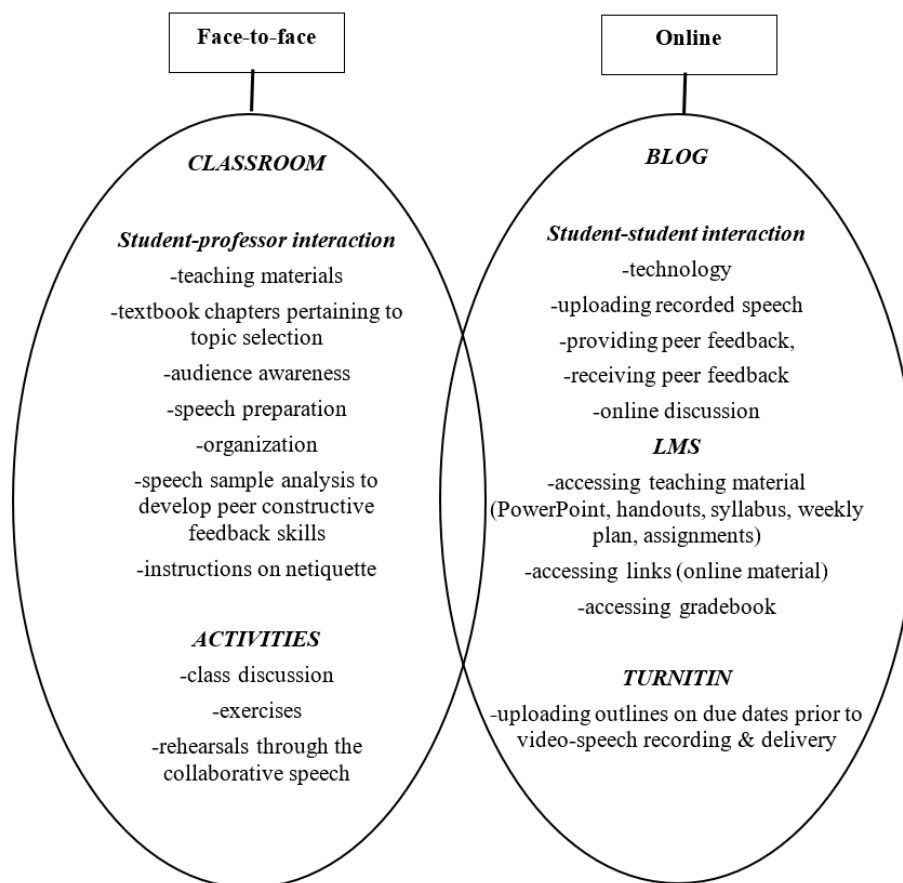 Face-to-face
CLASSROOM
Student-professor interaction
-teaching materials
-textbook chapters pertaining to
topic selection
-audience awareness
-speech preparation
-organization
-speech sample analysis to
develop peer constructive
feedback skills
-instructions on netiquette
ACTIVITIES
-class discussion
-exercises
-rehearsals through the
collaborative speech
Online
BLOG
Student-student interaction
-technology
-uploading recorded speech
-providing peer feedback,
-receiving peer feedback
-online discussion
LMS
-accessing teaching material
(PowerPoint, handouts, syllabus, weekly
plan, assignments)
-accessing links (online material)
-accessing gradebook
TURNITIN
-uploading outlines on due dates prior to
video-speech recording & delivery